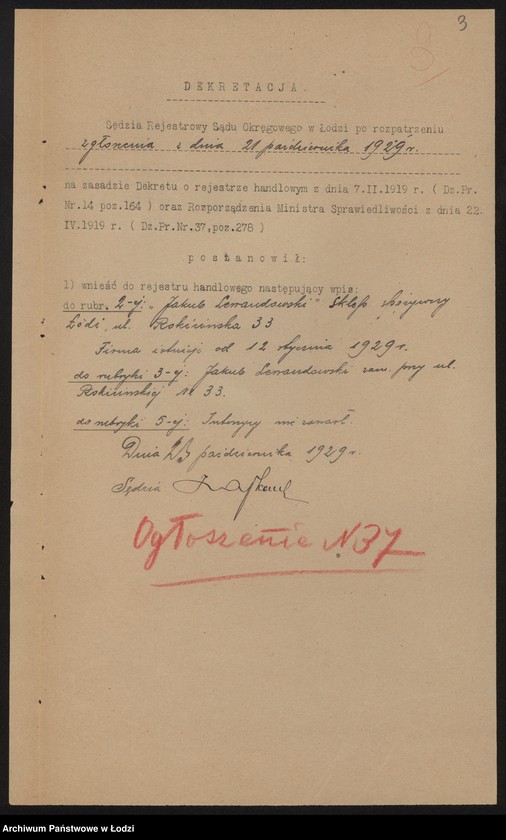 3
DEKRETACJA.
Sędzia Rejestrowy Sądu Okręgowego w Łodzi po rozpatrzeniu
zgłoszenia z dnia 21 października 1929 r.
na zasadzie Dekretu o rejestrze handlowym z dnia 7.II.1919 r. ( Dz.Pr.
Nr.14 poz.164 ) oraz Rozporządzenia Ministra Sprawiedliwości z dnia 22
IV.1919 r. ( Dz.Pr.Nr.37,poz.278 )
postanowił:
1) wnieść do rejestru handlowego następujący wpis:
do rubr. 2-ej: „Jakub Lewandowski" Sklep spożywczy
Łódź, ul. Rokicińska 33
Firma istnieje od 12 stycznia 1929 r.
do rubryki 3-ej: Jakub Lewandowski zam. przy ul.
Rokicińskiej № 33.
do rubryki 5-ej: Intercyzy nie zawarł.
Dnia 23 października 1929 r.
Sędzia
Ogłoszenie N 37
Archiwum Państwowe w Łodzi